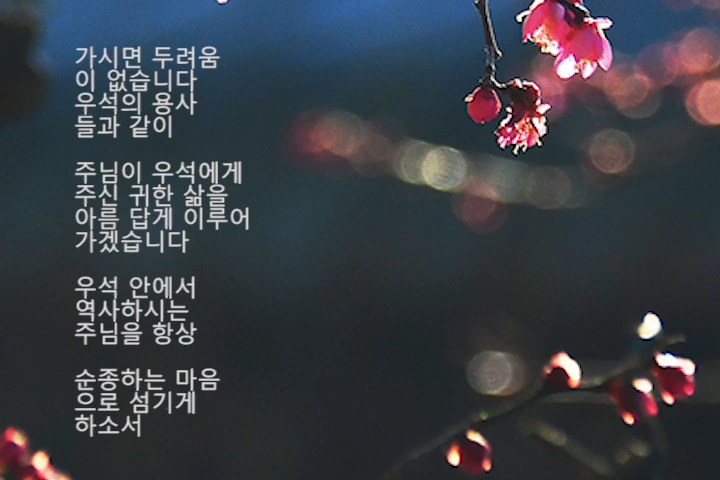 가시면 두려움
이 없습니다
우석의 용사
들과 같이
주님이 우석에게
주신 귀한 삶을
아름 답게 이루어
가겠습니다
우석 안에서
역사하시는
주님을 항상
순종하는 마음
으로 섬기게
하소서